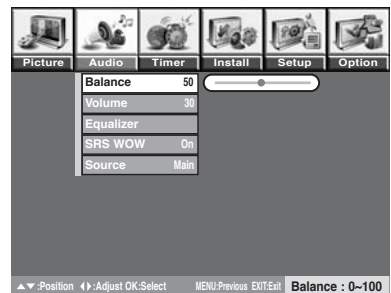 Picture Audio Timer Install Setup Option
Balance 50
Volume 30
Equalizer
SRS WOW On
Source Main
▲▼:Position ◀▶:Adjust OK:Select MENU:Previous EXIT:Exit Balance : 0~100